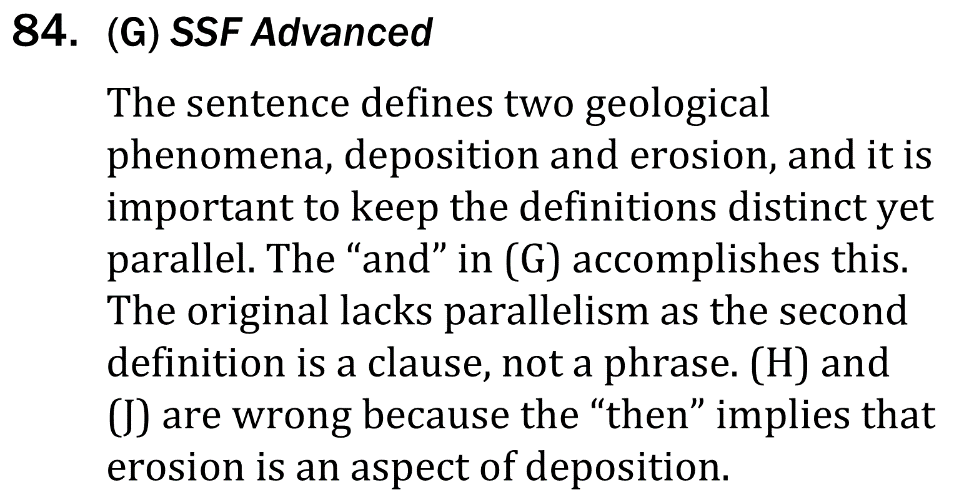 84. (G) SSF Advanced
The sentence defines two geological
phenomena, deposition and erosion, and it is
important to keep the definitions distinct yet
parallel. The “and” in (G) accomplishes this.
The original lacks parallelism as the second
definition is a clause, not a phrase. (H) and
(J) are wrong because the “then” implies that
erosion is an aspect of deposition.